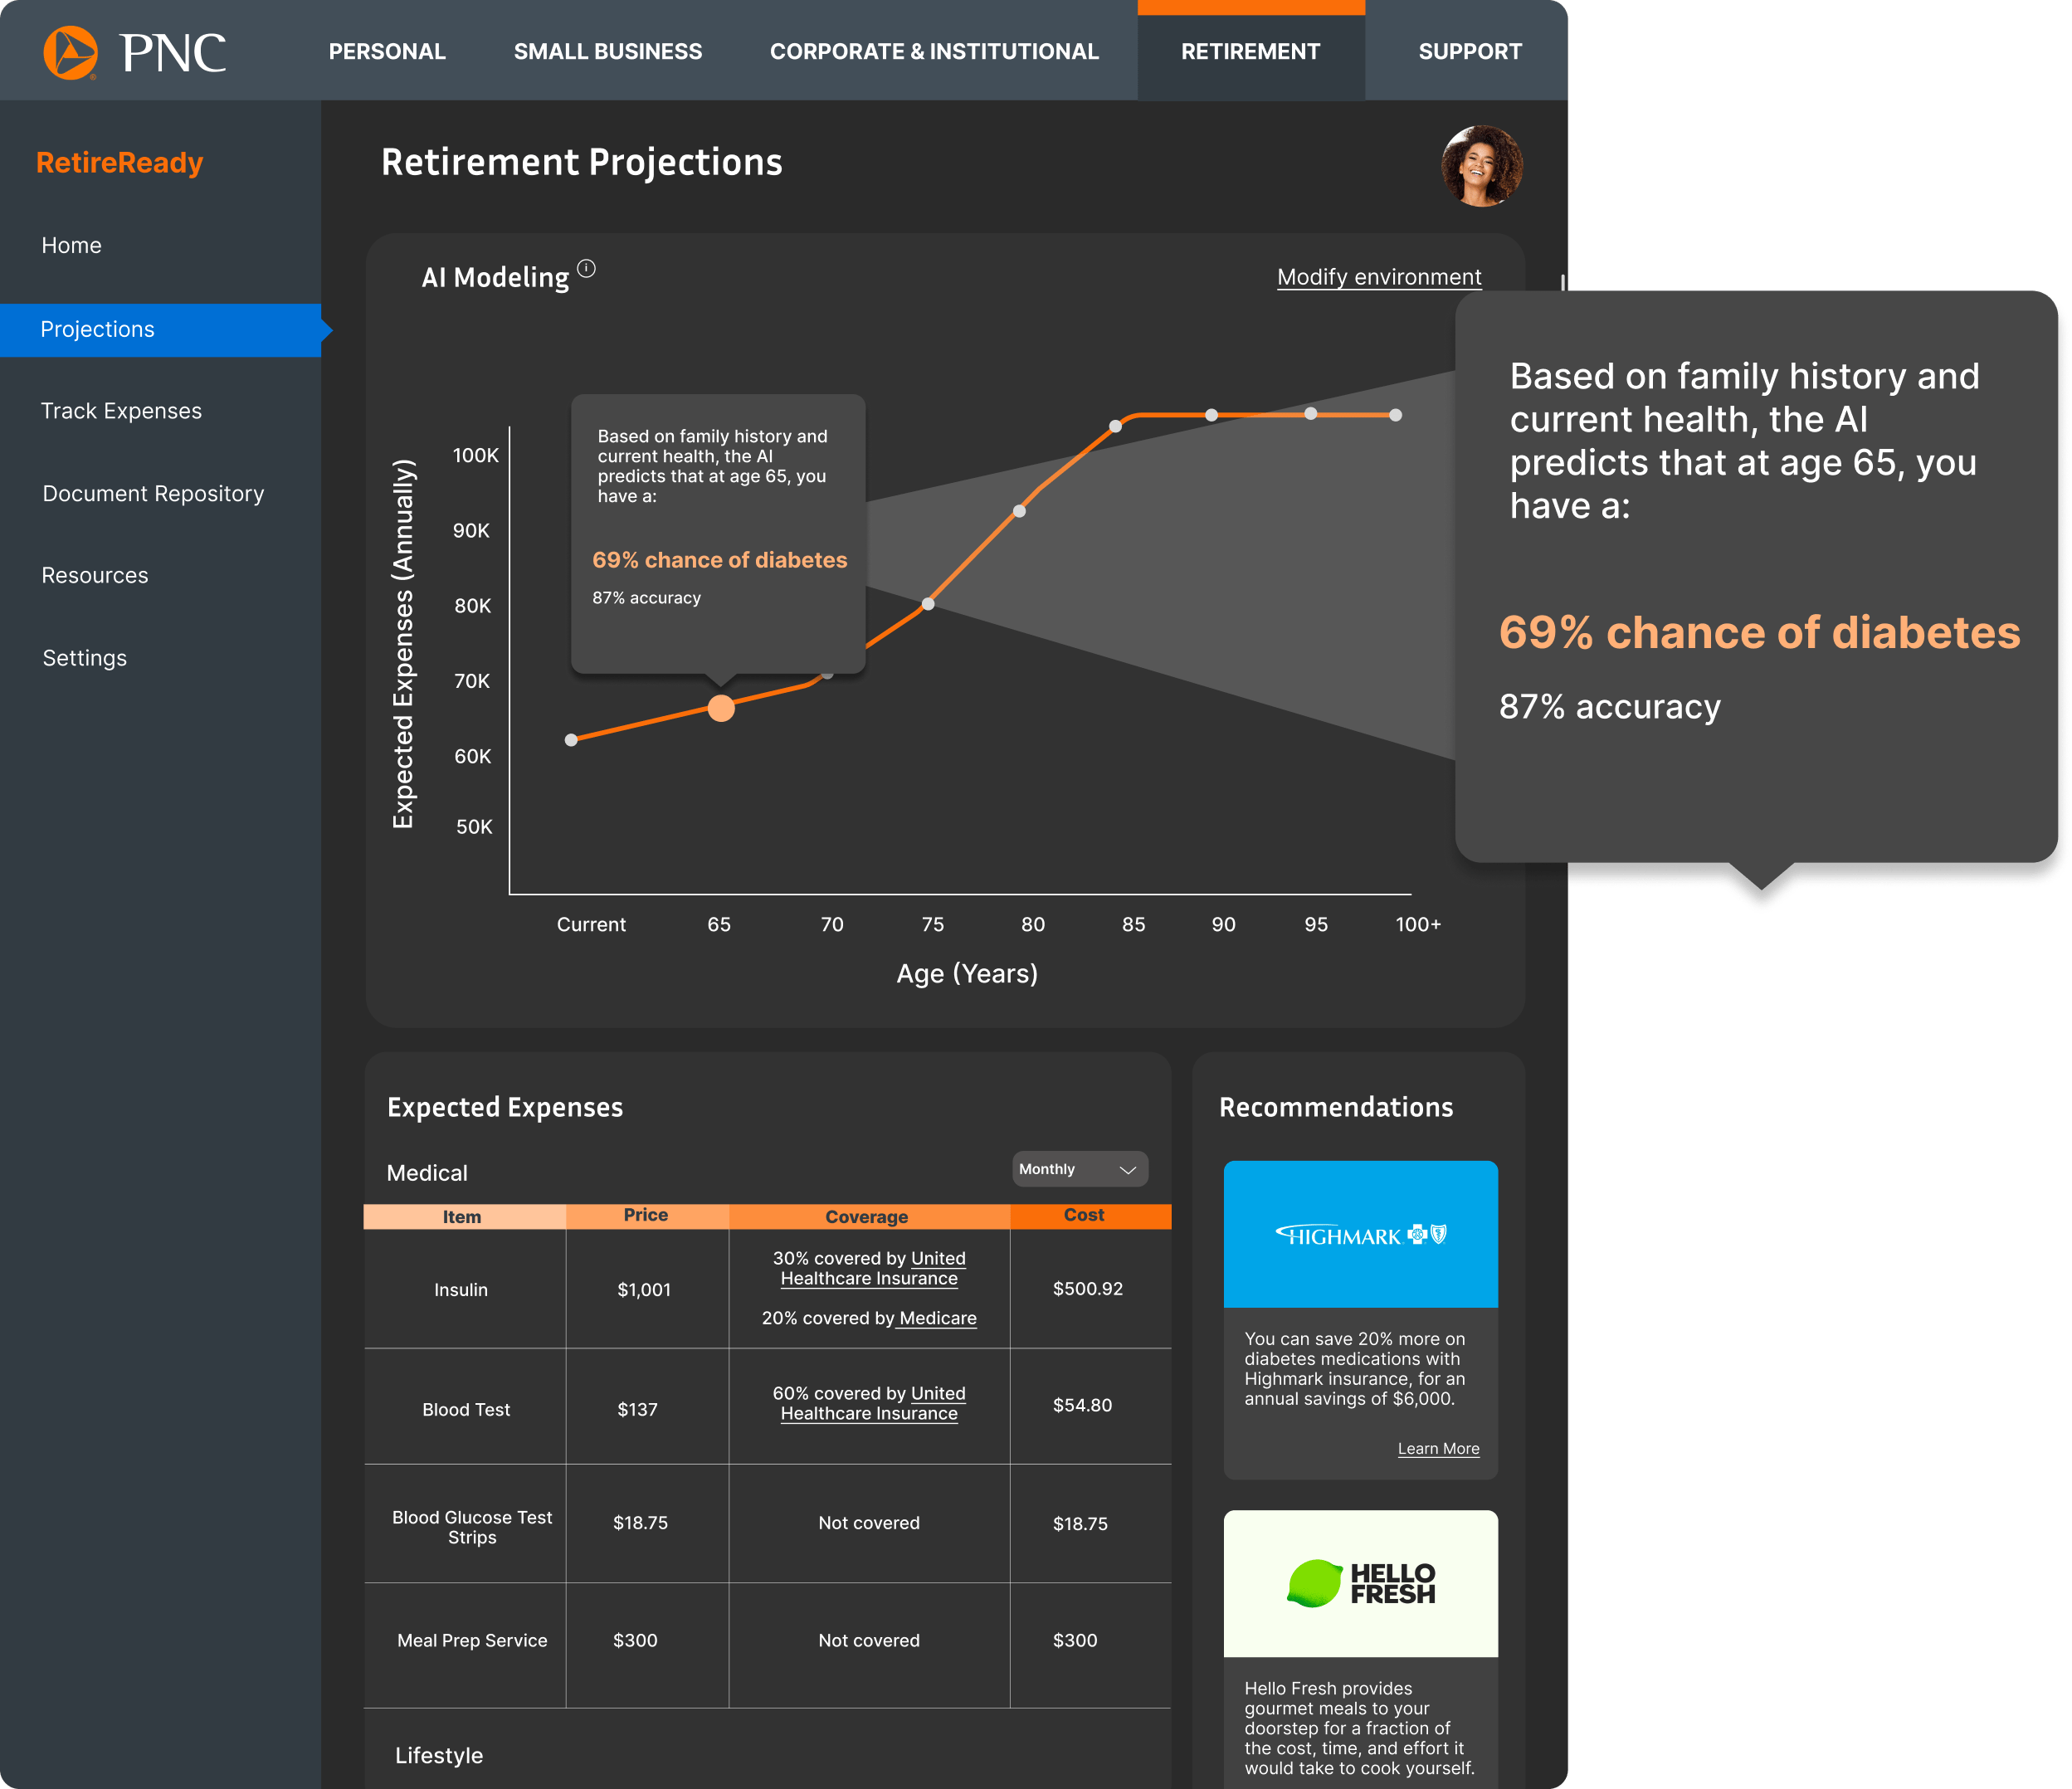 PNC
PERSONAL
SMALL BUSINESS
CORPORATE & INSTITUTIONAL
RETIREMENT
SUPPORT
RetireReady
Home
Projections
Track Expenses
Document Repository
Resources
Settings
Retirement Projections
AI Modeling
Modify environment
Expected Expenses (Annually)
100K
90K
80K
70K
60K
50K
Based on family history and
current health, the AI
predicts that at age 65, you
have a:
69% chance of diabetes
87% accuracy
Based on family history and
current health, the AI
predicts that at age 65, you
have a:
69% chance of diabetes
87% accuracy
Current
65
70
75
80
85
90
95
100+
Age (Years)
Expected Expenses
Medical
Monthly
Item
Price
Coverage
Cost
Insulin
$1,001
30% covered by United
Healthcare Insurance
20% covered by Medicare
$500.92
Blood Test
$137
60% covered by United
Healthcare Insurance
$54.80
Blood Glucose Test
Strips
$18.75
Not covered
$18.75
Meal Prep Service
$300
Not covered
$300
Lifestyle
Recommendations
HIGHMARK
You can save 20% more on
diabetes medications with
Highmark insurance, for an
annual savings of $6,000.
Learn More
HELLO
FRESH
Hello Fresh provides
gourmet meals to your
doorstep for a fraction of
the cost, time, and effort it
would take to cook yourself.